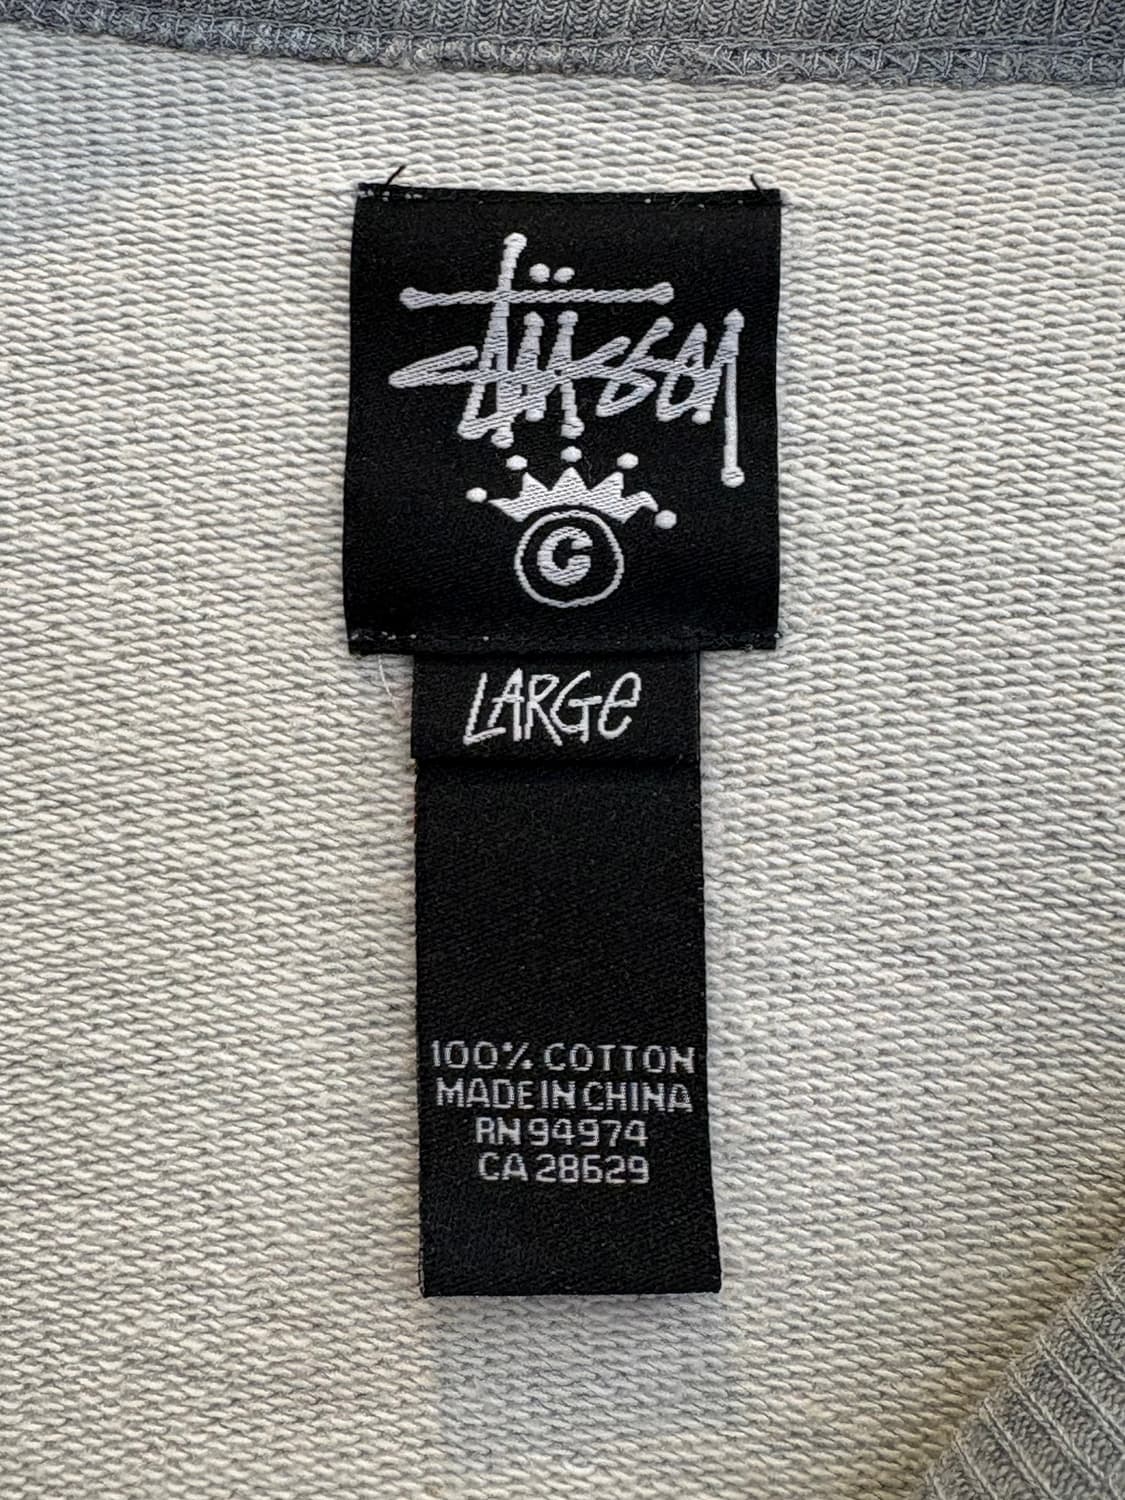 Stüssy
©
LARGe
100% COTTON
MADE IN CHINA
RN 94974
CA 28629